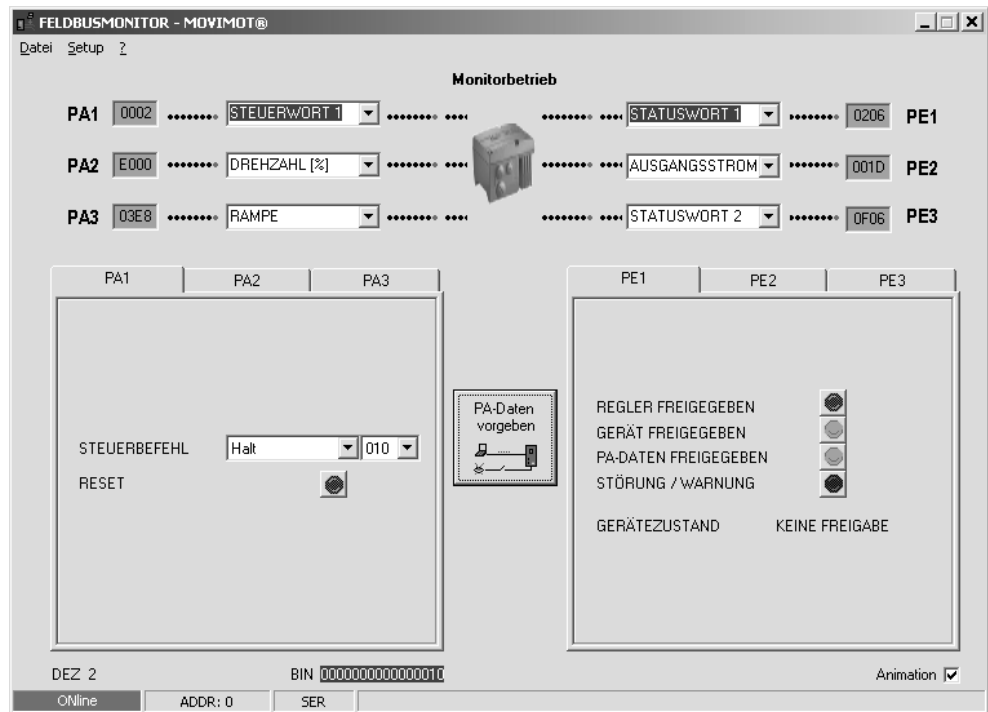 FELDBUSMONITOR - MOVIMOT®
Datei Setup ?
Monitorbetrieb
PA1 0002 STEUERWORT 1 STATUSWORT 1 0206 PE1
PA2 E000 DREHZAHL [%] AUSGANGSSTROM 001D PE2
PA3 03E8 RAMPE STATUSWORT 2 0F06 PE3
PA1 PA2 PA3 PE1 PE2 PE3
STEUERBEFEHL Halt 010
RESET
PA-Daten
vorgeben
REGLER FREIGEGEBEN
GERÄT FREIGEGEBEN
PA-DATEN FREIGEGEBEN
STÖRUNG / WARNUNG
GERÄTEZUSTAND KEINE FREIGABE
DEZ 2 BIN 0000000000000010 Animation
ONline ADDR: 0 SER